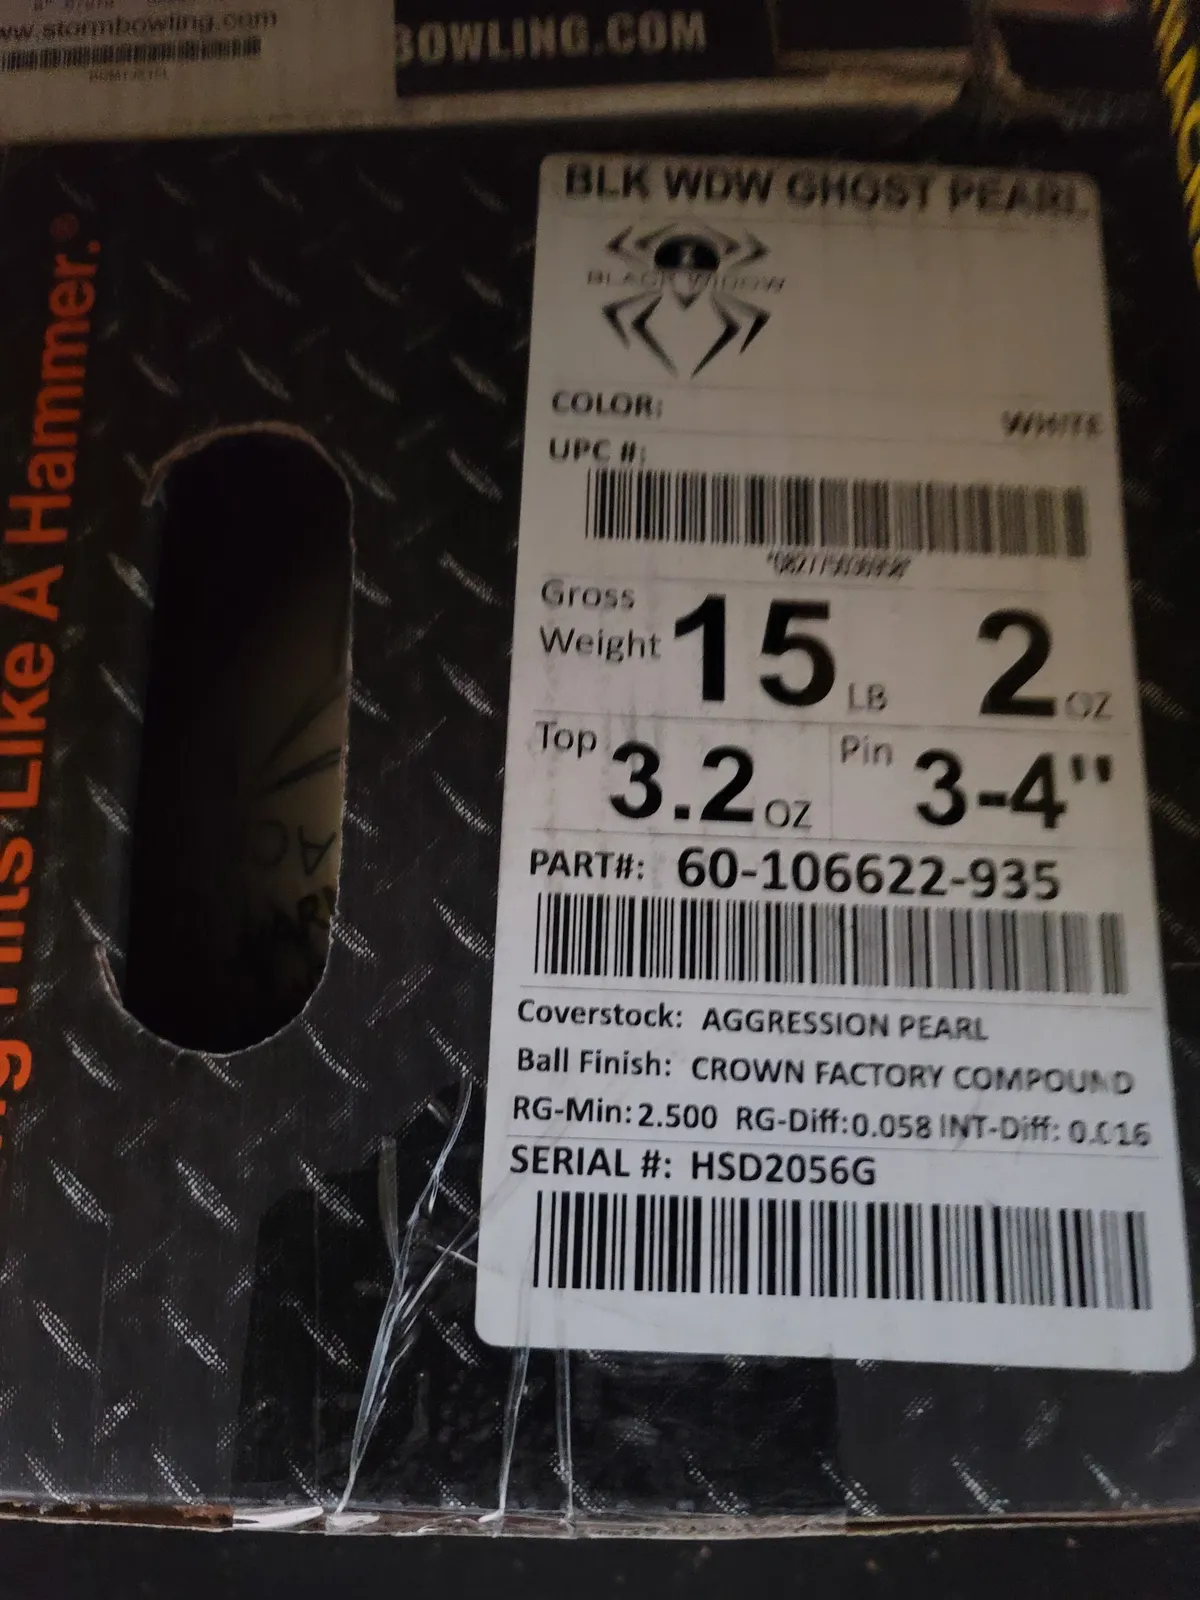 www.stormbowling.com
BOWLING.COM
Hits Like A Hammer.®
BLK WDW GHOST PEARL
BLACK WIDOW
COLOR: WHITE
UPC #:
Gross Weight 15 LB 2 OZ
Top 3.2 OZ Pin 3-4"
PART#: 60-106622-935
Coverstock: AGGRESSION PEARL
Ball Finish: CROWN FACTORY COMPOUND
RG-Min: 2.500 RG-Diff: 0.058 INT-Diff: 0.016
SERIAL #: HSD2056G